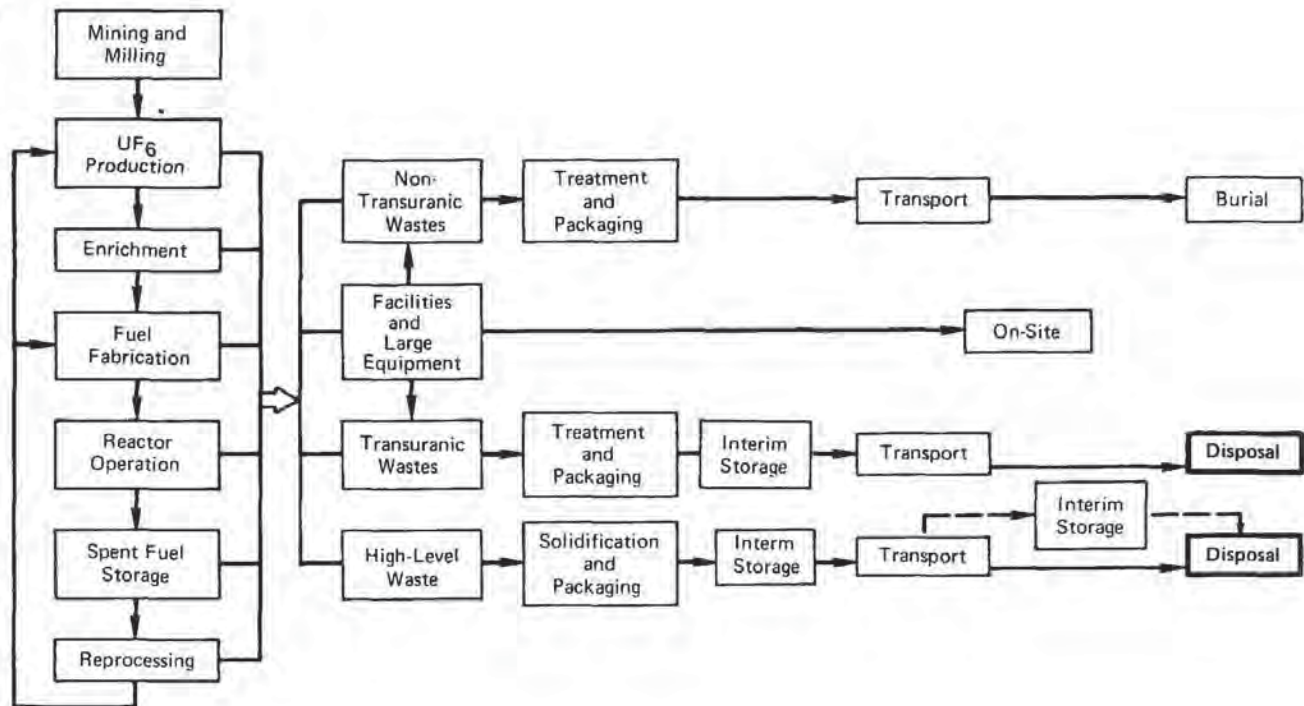 Mining and
Milling
UF6
Production
Enrichment
Fuel
Fabrication
Reactor
Operation
Spent Fuel
Storage
Reprocessing
Non-
Transuranic
Wastes
Treatment
and
Packaging
Transport
Burial
Facilities
and
Large
Equipment
On-Site
Transuranic
Wastes
Treatment
and
Packaging
Interim
Storage
Transport
Disposal
High-Level
Waste
Solidification
and
Packaging
Interm
Storage
Transport
Interim
Storage
Disposal